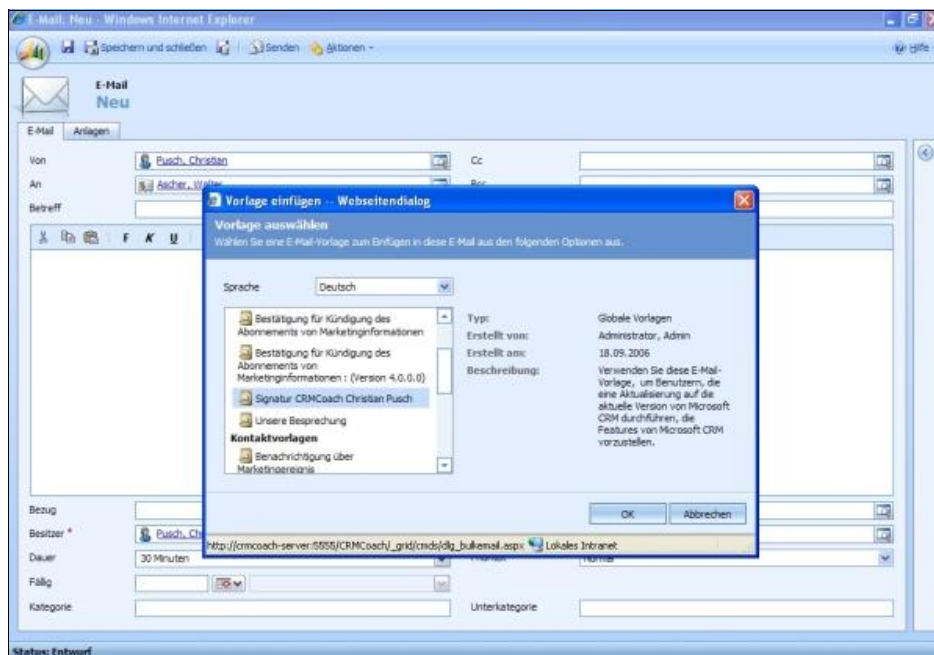 E-Mail: Neu - Windows Internet Explorer
Speichern und schließen Senden Aktionen - Hilfe
E-Mail
Neu
E-Mail Anlagen
Von Pusch, Christian Cc
An Ascher, Walter
Betreff
F K U
Vorlage einfügen -- Webseitendialog
Vorlage auswählen
Wählen Sie eine E-Mail-Vorlage zum Einfügen in diese E-Mail aus den folgenden Optionen aus.
Sprache Deutsch
Bestätigung für Kündigung des
Abonnements von Marketinginformationen
Bestätigung für Kündigung des
Abonnements von
Marketinginformationen : (Version 4.0.0.0)
Signatur CRMCoach Christian Pusch
Unsere Besprechung
Kontaktvorlagen
Benachrichtigung über
Marketingereignis
Typ: Globale Vorlagen
Erstellt von: Administrator, Admin
Erstellt am: 18.09.2006
Beschreibung: Verwenden Sie diese E-Mail-
Vorlage, um Benutzern, die
eine Aktualisierung auf die
aktuelle Version von Microsoft
CRM durchführen, die
Features von Microsoft CRM
vorzustellen.
OK Abbrechen
http://crmcoach-server:5555/CRMCoach/_grid/cmds/dlg_bulkemail.aspx Lokales Intranet
Bezug
Besitzer *
Dauer 30 Minuten Normal
Fällig
Kategorie Unterkategorie
Status: Entwurf